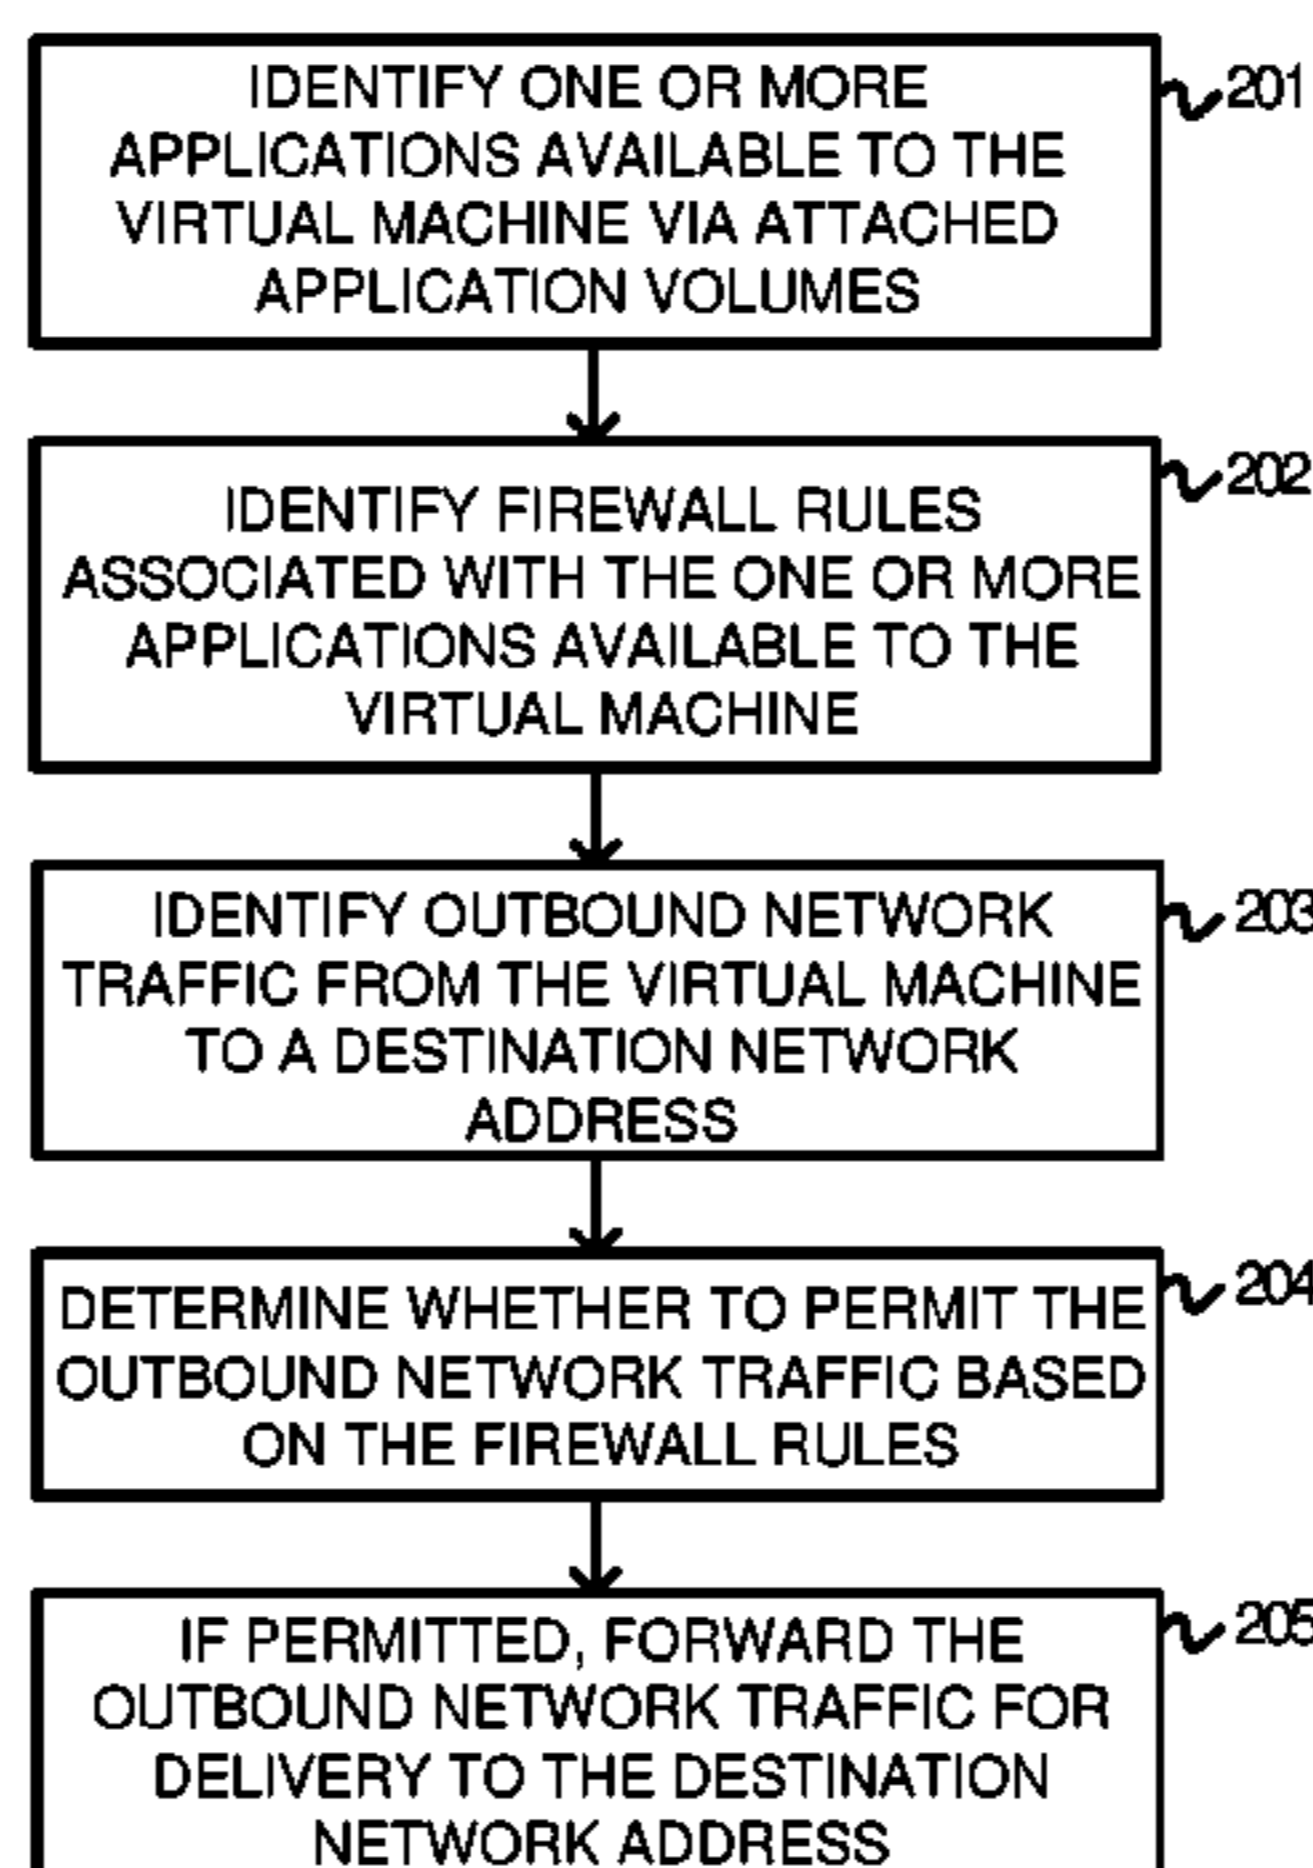 IDENTIFY ONE OR MORE
APPLICATIONS AVAILABLE TO THE
VIRTUAL MACHINE VIA ATTACHED
APPLICATION VOLUMES
201
IDENTIFY FIREWALL RULES
ASSOCIATED WITH THE ONE OR MORE
APPLICATIONS AVAILABLE TO THE
VIRTUAL MACHINE
202
IDENTIFY OUTBOUND NETWORK
TRAFFIC FROM THE VIRTUAL MACHINE
TO A DESTINATION NETWORK
ADDRESS
203
DETERMINE WHETHER TO PERMIT THE
OUTBOUND NETWORK TRAFFIC BASED
ON THE FIREWALL RULES
204
IF PERMITTED, FORWARD THE
OUTBOUND NETWORK TRAFFIC FOR
DELIVERY TO THE DESTINATION
NETWORK ADDRESS
205